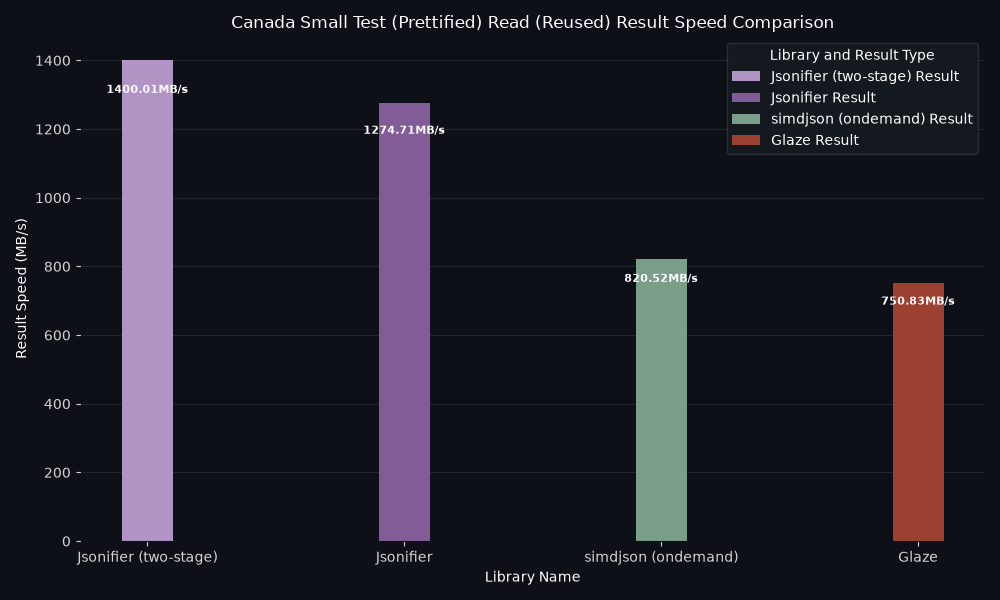 Canada Small Test (Prettified) Read (Reused) Result Speed Comparison
Library and Result Type
Jsonifier (two-stage) Result
Jsonifier Result
simdjson (ondemand) Result
Glaze Result
Result Speed (MB/s)
1400
1200
1000
800
600
400
200
0
1400.01MB/s
1274.71MB/s
820.52MB/s
750.83MB/s
Jsonifier (two-stage)
Jsonifier
simdjson (ondemand)
Glaze
Library Name